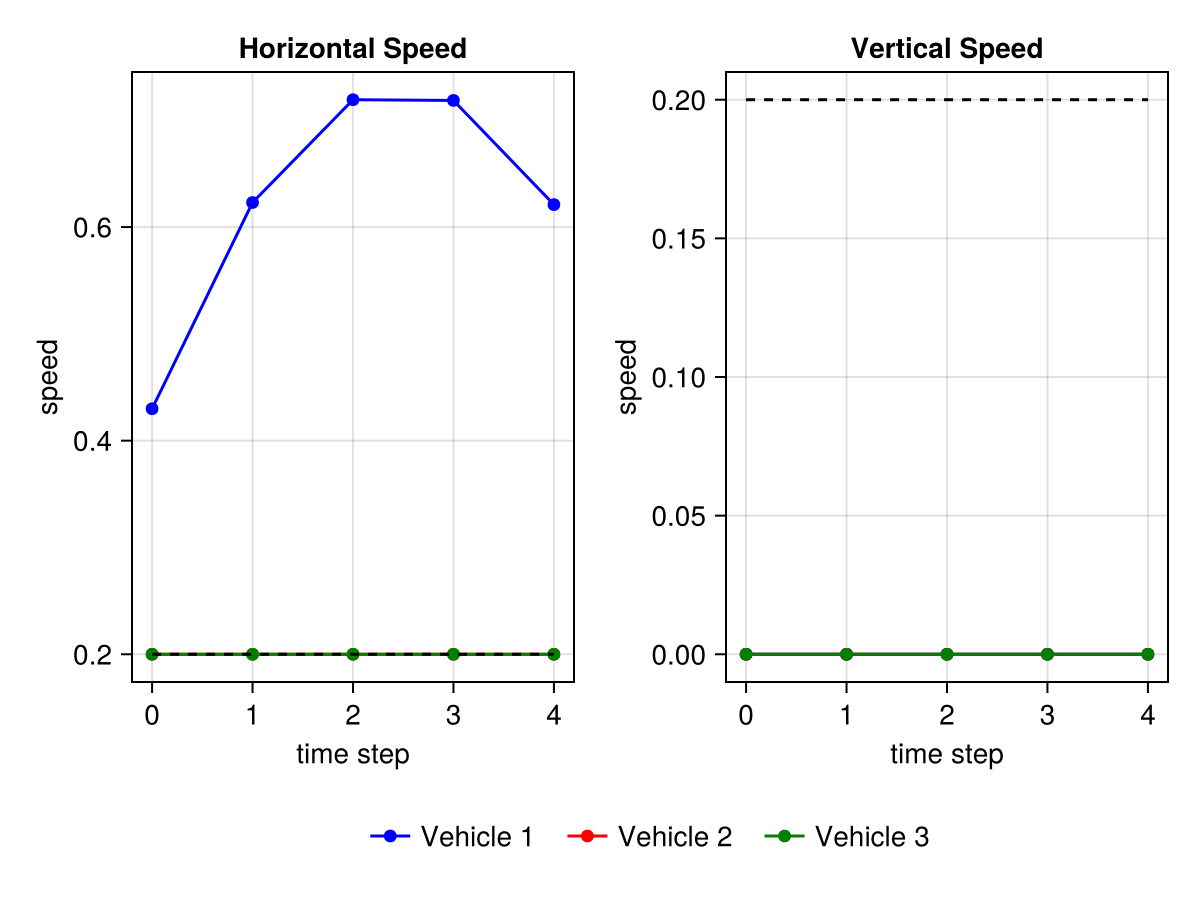 Horizontal Speed
speed
0.6
0.4
0.2
0 1 2 3 4
time step
Vertical Speed
speed
0.20
0.15
0.10
0.05
0.00
0 1 2 3 4
time step
Vehicle 1 Vehicle 2 Vehicle 3